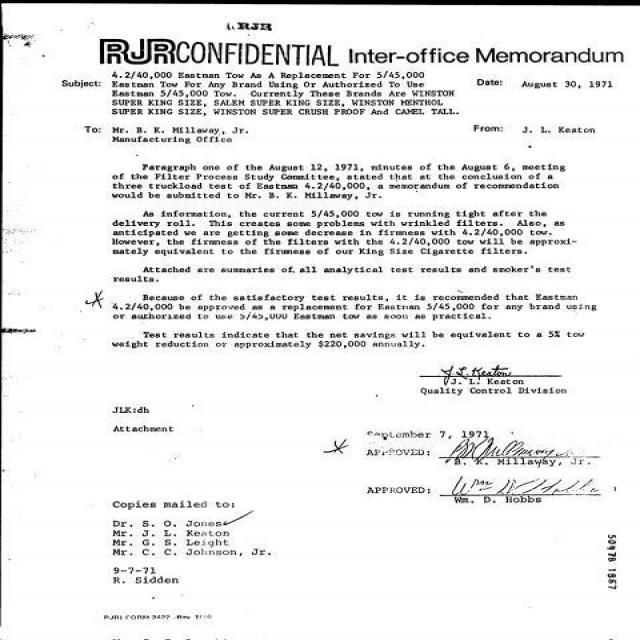 RJR
RJR CONFIDENTIAL Inter-office Memorandum
Subject: 4.2/40,000 Eastman Tow As A Replacement For 5/45,000
Eastman Tow For Any Brand Using Or Authorized To Use
Eastman 5/45,000 Tow. Currently These Brands Are WINSTON
SUPER KING SIZE, SALEM SUPER KING SIZE, WINSTON MENTHOL
SUPER KING SIZE, WINSTON SUPER CRUSH PROOF And CAMEL TALL.
Date: August 30, 1971
To: Mr. B. K. Millaway, Jr.
Manufacturing Office
From: J. L. Keaton
Paragraph one of the August 12, 1971, minutes of the August 6, meeting
of the Filter Process Study Committee, stated that at the conclusion of a
three truckload test of Eastman 4.2/40,000, a memorandum of recommendation
would be submitted to Mr. B. K. Millaway, Jr.
As information, the current 5/45,000 tow is running tight after the
delivery roll. This creates some problems with wrinkled filters. Also, as
anticipated we are getting some decrease in firmness with 4.2/40,000 tow.
However, the firmness of the filters with the 4.2/40,000 tow will be approxi-
mately equivalent to the firmness of our King Size Cigarette filters.
Attached are summaries of all analytical test results and smoker's test
results.
Because of the satisfactory test results, it is recommended that Eastman
4.2/40,000 be approved as a replacement for Eastman 5/45,000 for any brand using
or authorized to use 5/45,000 Eastman tow as soon as practical.
Test results indicate that the net savings will be equivalent to a 5% tow
weight reduction or approximately $220,000 annually.
J. L. Keaton
J. L. Keaton
Quality Control Division
JLK:dh
Attachment
September 7, 1971
APPROVED:
B. K. Millaway, Jr.
APPROVED: Wm D. Hobbs
Wm. D. Hobbs
Copies mailed to:
Dr. S. O. Jones
Mr. J. L. Keaton
Mr. G. S. Leight
Mr. C. C. Johnson, Jr.
9-7-71
R. Sidden
RJRI FORM 2422 -Rev. 7/70
50478 1867